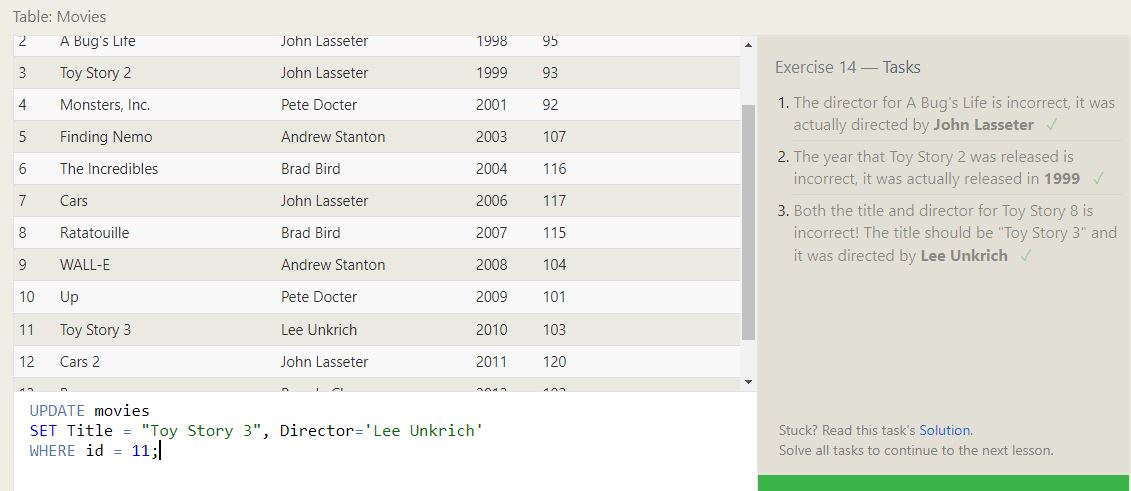 Table: Movies
2 A Bug's Life John Lasseter 1998 95
3 Toy Story 2 John Lasseter 1999 93
4 Monsters, Inc. Pete Docter 2001 92
5 Finding Nemo Andrew Stanton 2003 107
6 The Incredibles Brad Bird 2004 116
7 Cars John Lasseter 2006 117
8 Ratatouille Brad Bird 2007 115
9 WALL-E Andrew Stanton 2008 104
10 Up Pete Docter 2009 101
11 Toy Story 3 Lee Unkrich 2010 103
12 Cars 2 John Lasseter 2011 120
UPDATE movies
SET Title = "Toy Story 3", Director='Lee Unkrich'
WHERE id = 11;
Exercise 14 — Tasks
1. The director for A Bug's Life is incorrect, it was
actually directed by John Lasseter ✓
2. The year that Toy Story 2 was released is
incorrect, it was actually released in 1999 ✓
3. Both the title and director for Toy Story 8 is
incorrect! The title should be "Toy Story 3" and
it was directed by Lee Unkrich ✓
Stuck? Read this task's Solution.
Solve all tasks to continue to the next lesson.